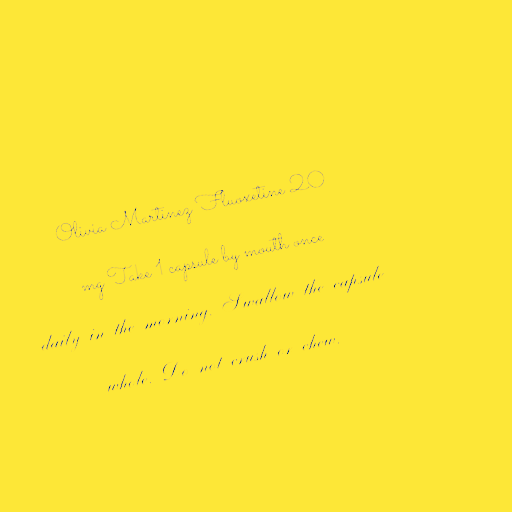 Olivia Martinez Fluoxetine 20
mg Take 1 capsule by mouth once
daily in the morning. Swallow the capsule
whole. Do not crush or chew.